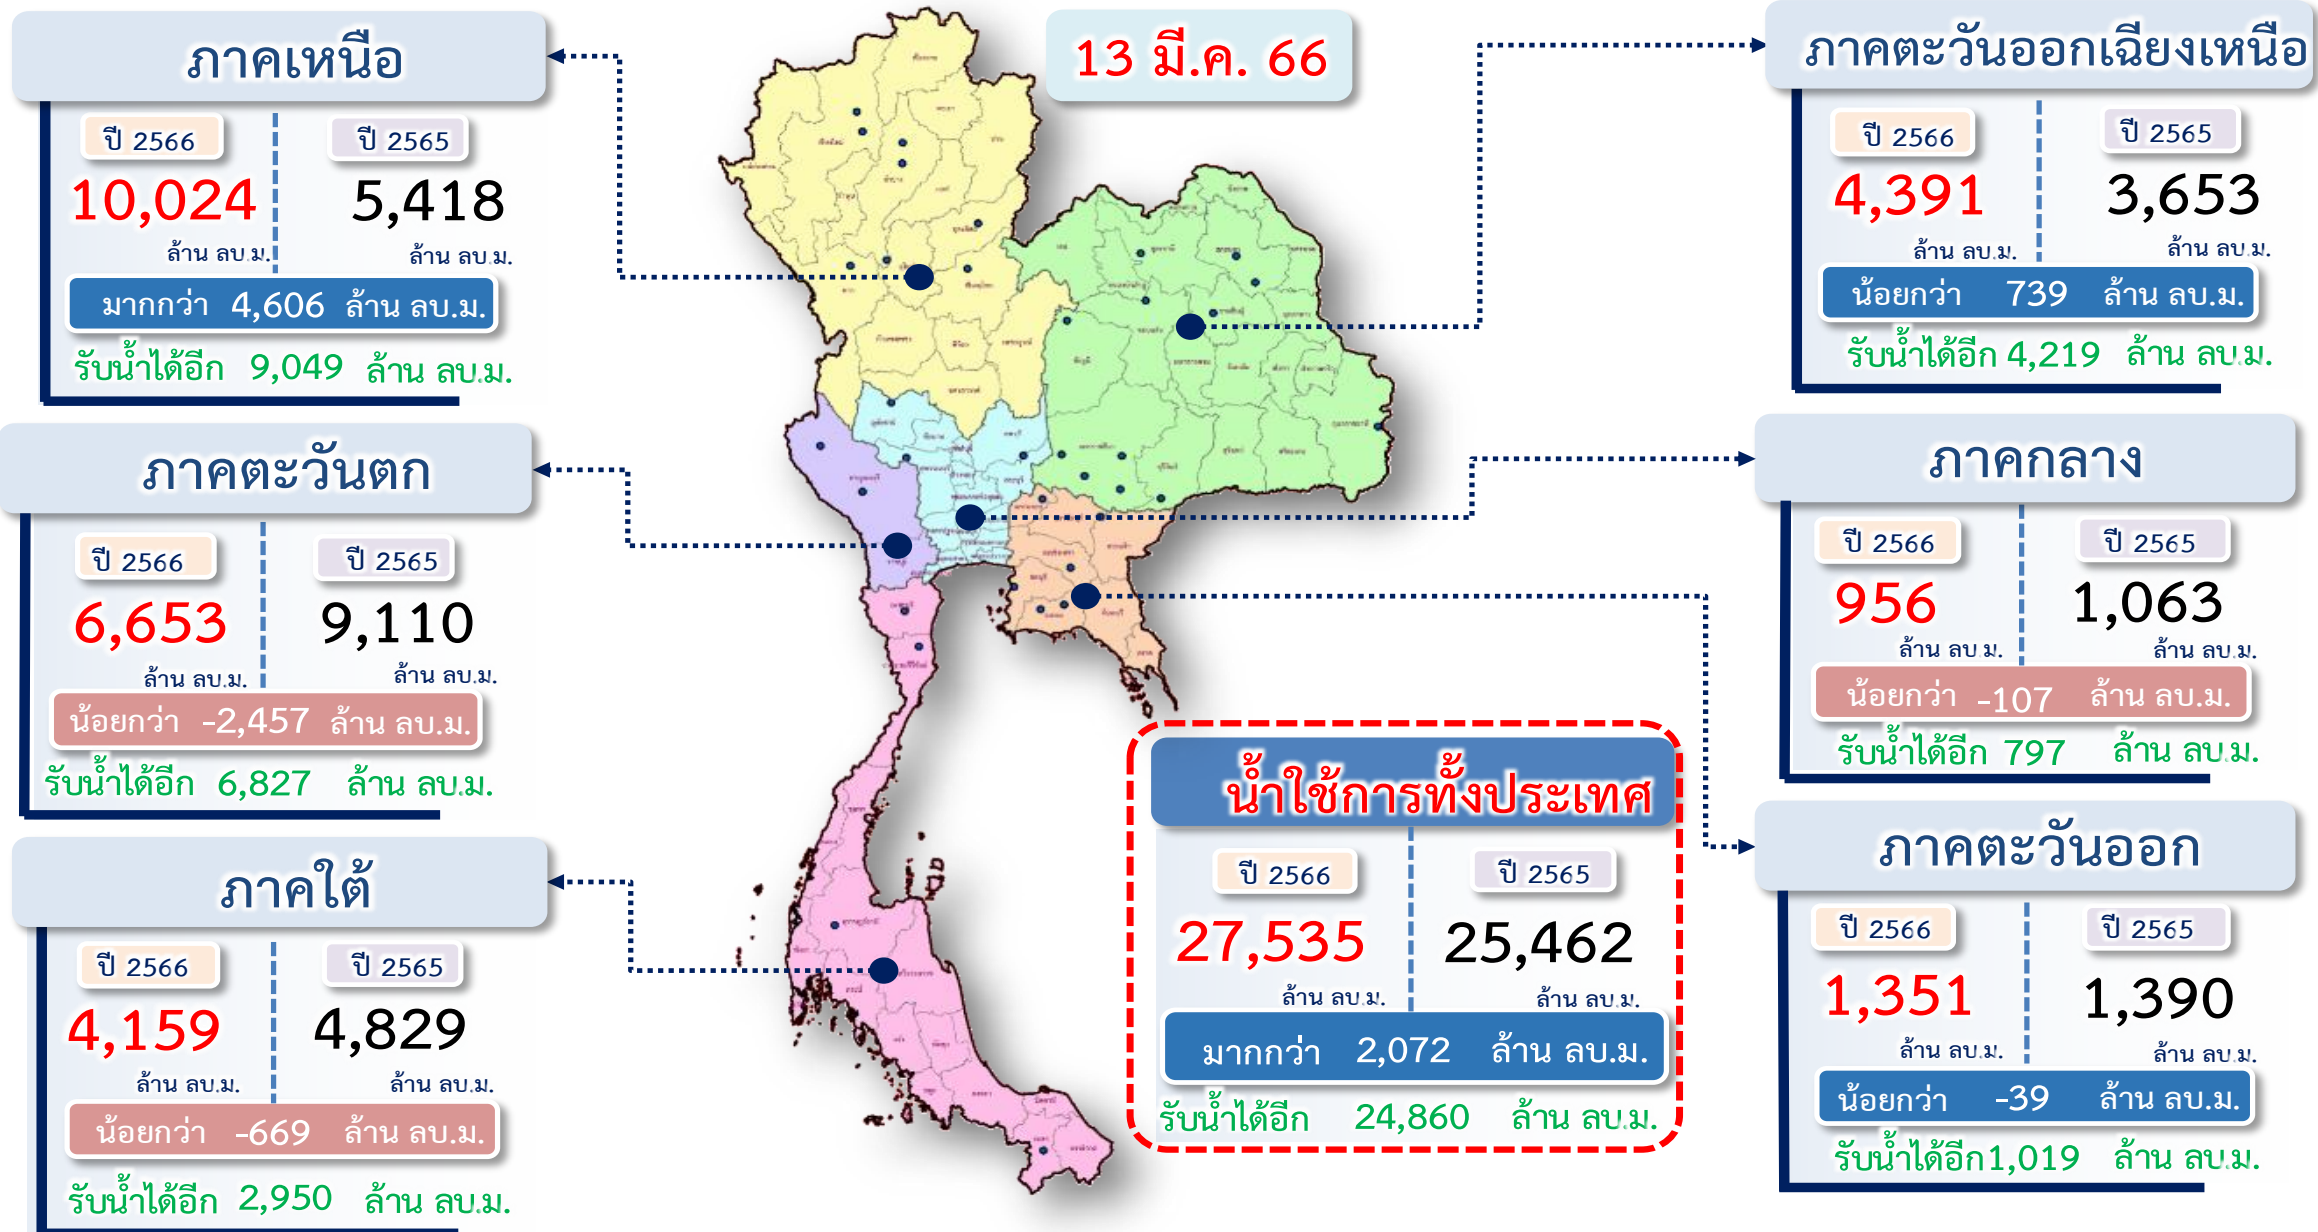 13 มี.ค. 66
ภาคเหนือ
ปี 2566
ปี 2565
10,024
5,418
ล้าน ลบ.ม.
ล้าน ลบ.ม.
มากกว่า 4,606 ล้าน ลบ.ม.
รับน้ำได้อีก 9,049 ล้าน ลบ.ม.
ภาคตะวันตก
ปี 2566
ปี 2565
6,653
9,110
ล้าน ลบ.ม.
ล้าน ลบ.ม.
น้อยกว่า -2,457 ล้าน ลบ.ม.
รับน้ำได้อีก 6,827 ล้าน ลบ.ม.
ภาคใต้
ปี 2566
ปี 2565
4,159
4,829
ล้าน ลบ.ม.
ล้าน ลบ.ม.
น้อยกว่า -669 ล้าน ลบ.ม.
รับน้ำได้อีก 2,950 ล้าน ลบ.ม.
น้ำใช้การทั้งประเทศ
ปี 2566
ปี 2565
27,535
25,462
ล้าน ลบ.ม.
ล้าน ลบ.ม.
มากกว่า 2,072 ล้าน ลบ.ม.
รับน้ำได้อีก 24,860 ล้าน ลบ.ม.
ภาคตะวันออกเฉียงเหนือ
ปี 2566
ปี 2565
4,391
3,653
ล้าน ลบ.ม.
ล้าน ลบ.ม.
น้อยกว่า 739 ล้าน ลบ.ม.
รับน้ำได้อีก 4,219 ล้าน ลบ.ม.
ภาคกลาง
ปี 2566
ปี 2565
956
1,063
ล้าน ลบ.ม.
ล้าน ลบ.ม.
น้อยกว่า -107 ล้าน ลบ.ม.
รับน้ำได้อีก 797 ล้าน ลบ.ม.
ภาคตะวันออก
ปี 2566
ปี 2565
1,351
1,390
ล้าน ลบ.ม.
ล้าน ลบ.ม.
น้อยกว่า -39 ล้าน ลบ.ม.
รับน้ำได้อีก 1,019 ล้าน ลบ.ม.